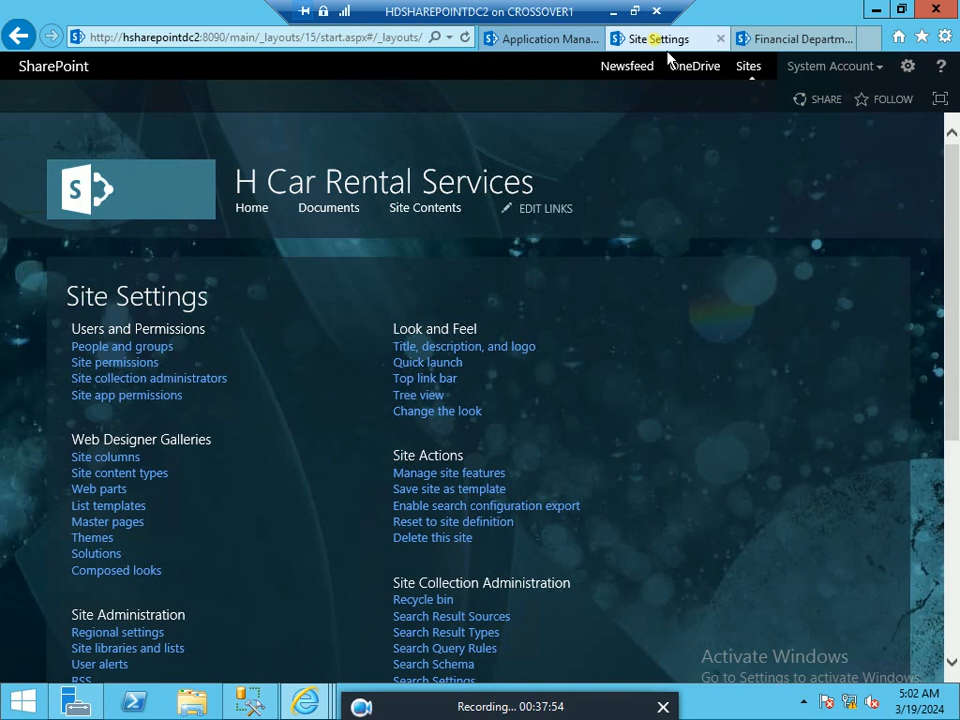 HDSHAREPOINTDC2 on CROSSOVER1
http://hsharepointdc2:8090/main/_layouts/15/start.aspx#/_layouts/
Application Mana...
Site Settings
Financial Departm...
SharePoint
Newsfeed
OneDrive
Sites
System Account
?
SHARE
FOLLOW
S
H Car Rental Services
Home
Documents
Site Contents
EDIT LINKS
Site Settings
Users and Permissions
People and groups
Site permissions
Site collection administrators
Site app permissions
Web Designer Galleries
Site columns
Site content types
Web parts
List templates
Master pages
Themes
Solutions
Composed looks
Site Administration
Regional settings
Site libraries and lists
User alerts
RSS
Look and Feel
Title, description, and logo
Quick launch
Top link bar
Tree view
Change the look
Site Actions
Manage site features
Save site as template
Enable search configuration export
Reset to site definition
Delete this site
Site Collection Administration
Recycle bin
Search Result Sources
Search Result Types
Search Query Rules
Search Schema
Search Settings
Activate Windows
Go to Settings to activate Windows.
Recording... 00:37:54
5:02 AM
3/19/2024